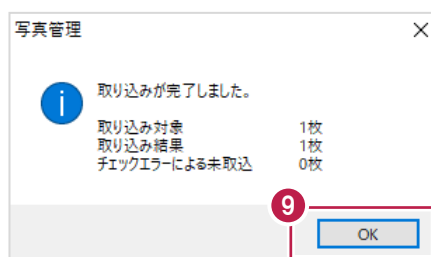 写真管理
取り込みが完了しました。
取り込み対象 1枚
取り込み結果 1枚
チェックエラーによる未取込 0枚
9
OK